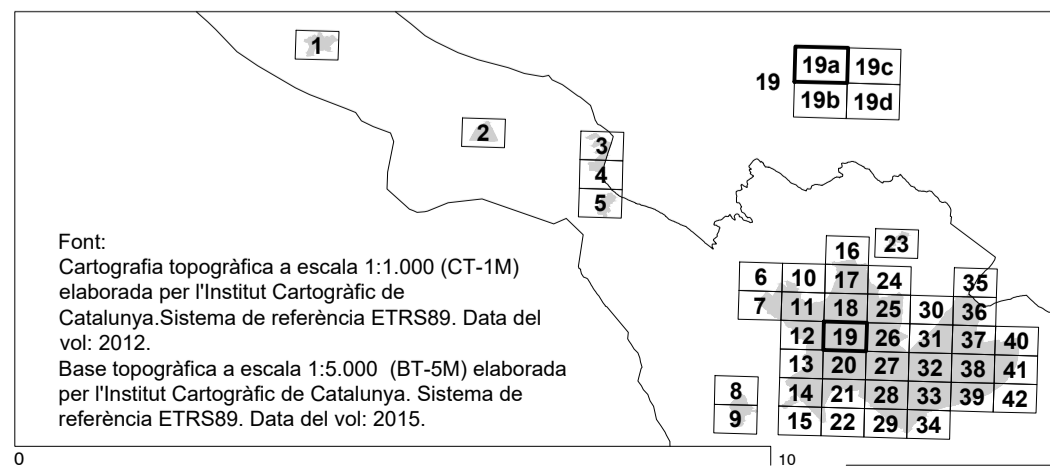 1
2
3
4
5
19
19a 19c
19b 19d
Font:
Cartografia topogràfica a escala 1:1.000 (CT-1M)
elaborada per l'Institut Cartogràfic de
Catalunya.Sistema de referència ETRS89. Data del
vol: 2012.
Base topogràfica a escala 1:5.000 (BT-5M) elaborada
per l'Institut Cartogràfic de Catalunya. Sistema de
referència ETRS89. Data del vol: 2015.
16 23
6 10 17 24 35
7 11 18 25 30 36
12 19 26 31 37 40
13 20 27 32 38 41
8 14 21 28 33 39 42
9 15 22 29 34
0 10